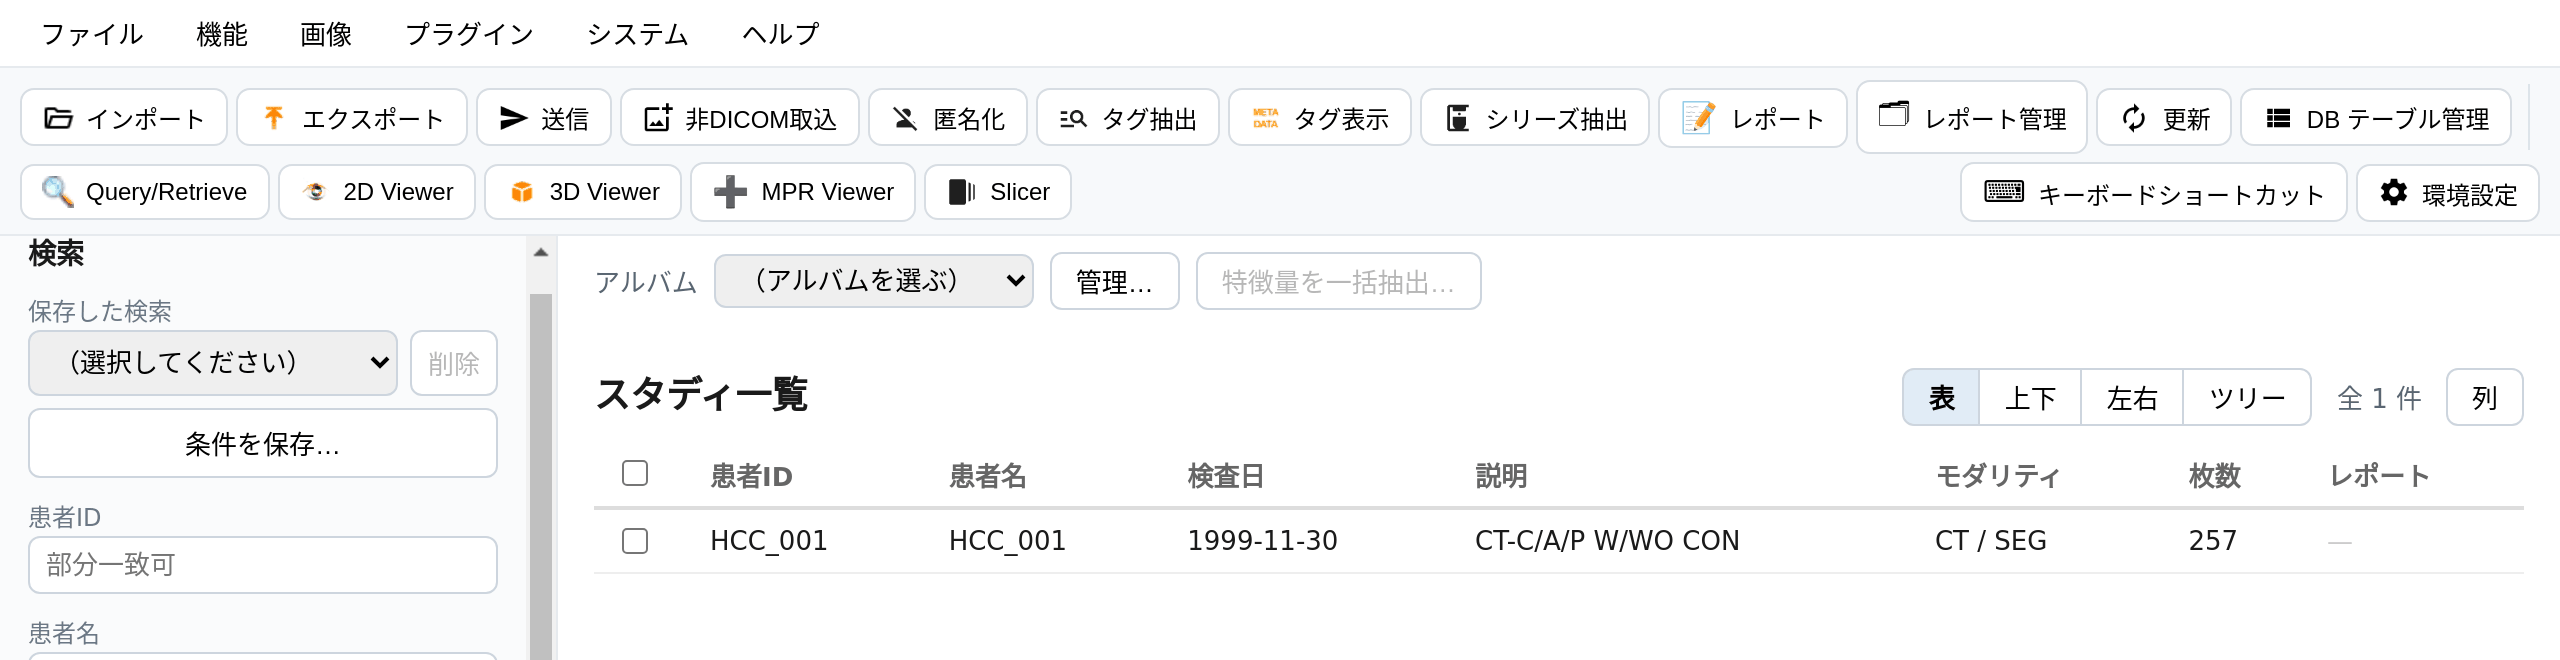 ファイル 機能 画像 プラグイン システム ヘルプ
インポート エクスポート 送信 非DICOM取込 匿名化 タグ抽出 META DATA タグ表示 シリーズ抽出 レポート レポート管理 更新 DB テーブル管理
Query/Retrieve 2D Viewer 3D Viewer MPR Viewer Slicer キーボードショートカット 環境設定
検索
保存した検索
（選択してください） 削除
条件を保存…
患者ID
部分一致可
患者名
アルバム （アルバムを選ぶ） 管理… 特徴量を一括抽出…
スタディ一覧 表 上下 左右 ツリー 全 1 件 列
患者ID 患者名 検査日 説明 モダリティ 枚数 レポート
HCC_001 HCC_001 1999-11-30 CT-C/A/P W/WO CON CT / SEG 257 —